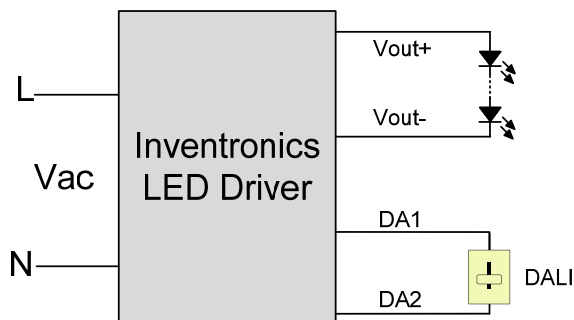 L
Vac
N
Inventronics
LED Driver
Vout+
Vout-
DA1
DA2
DALI